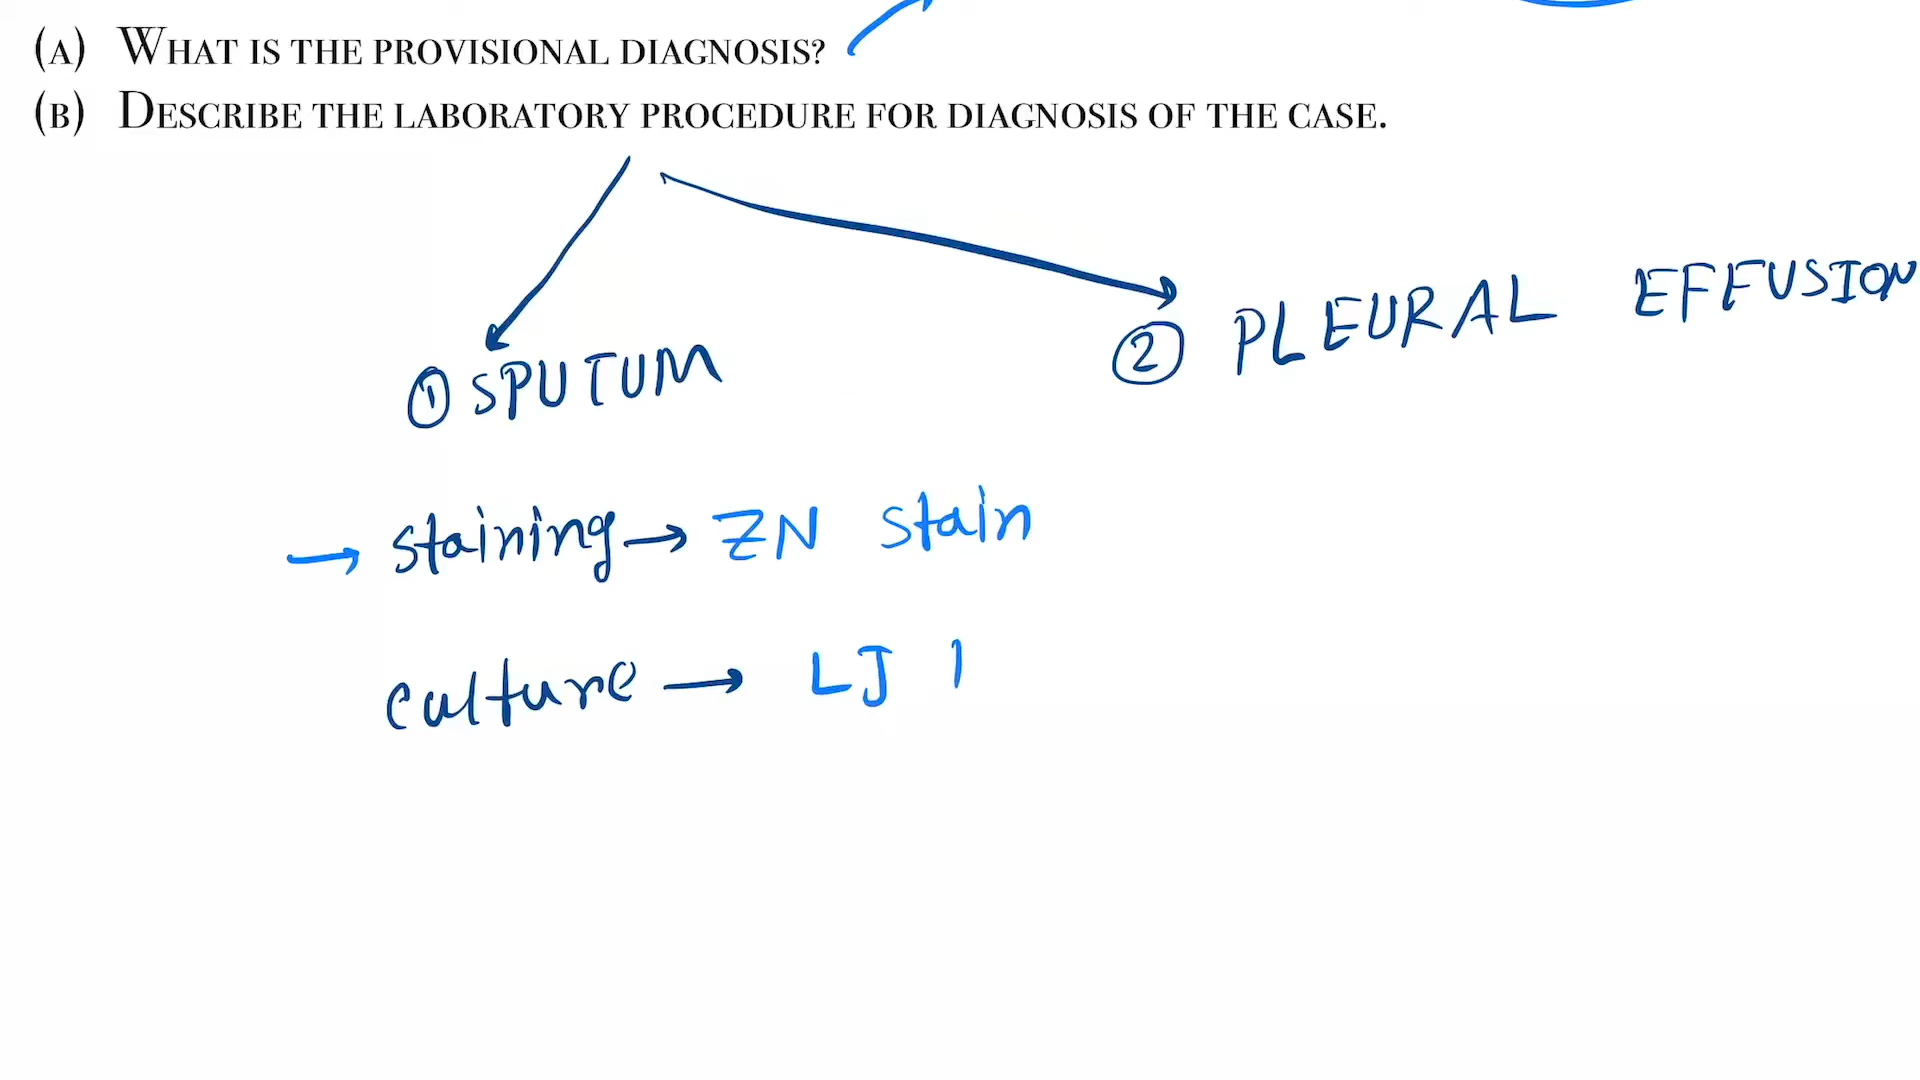 (A) WHAT IS THE PROVISIONAL DIAGNOSIS?
(B) DESCRIBE THE LABORATORY PROCEDURE FOR DIAGNOSIS OF THE CASE.
① SPUTUM
② PLEURAL EFFUSION
→ staining → ZN stain
culture → LJ